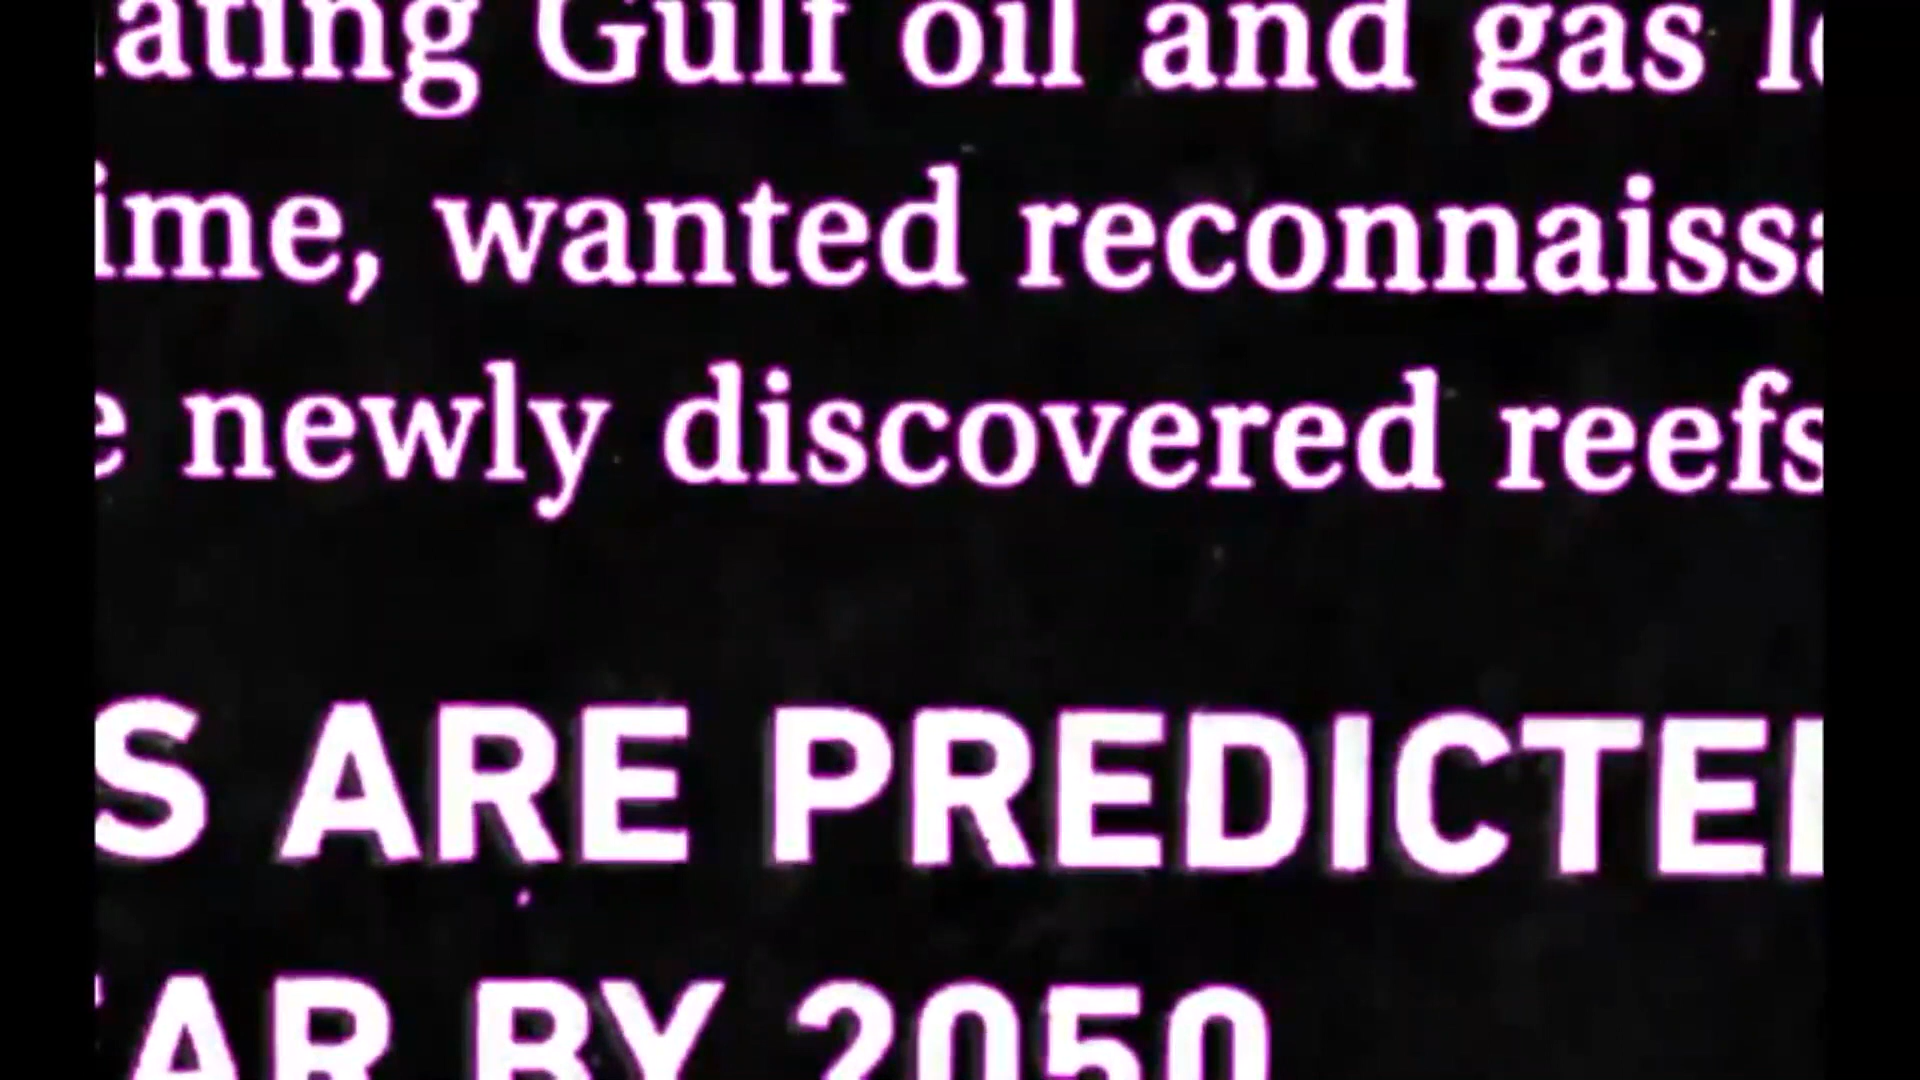 ating Gulf oil and gas l
ime, wanted reconnaissa
e newly discovered reefs
S ARE PREDICTE
AR BY 2050